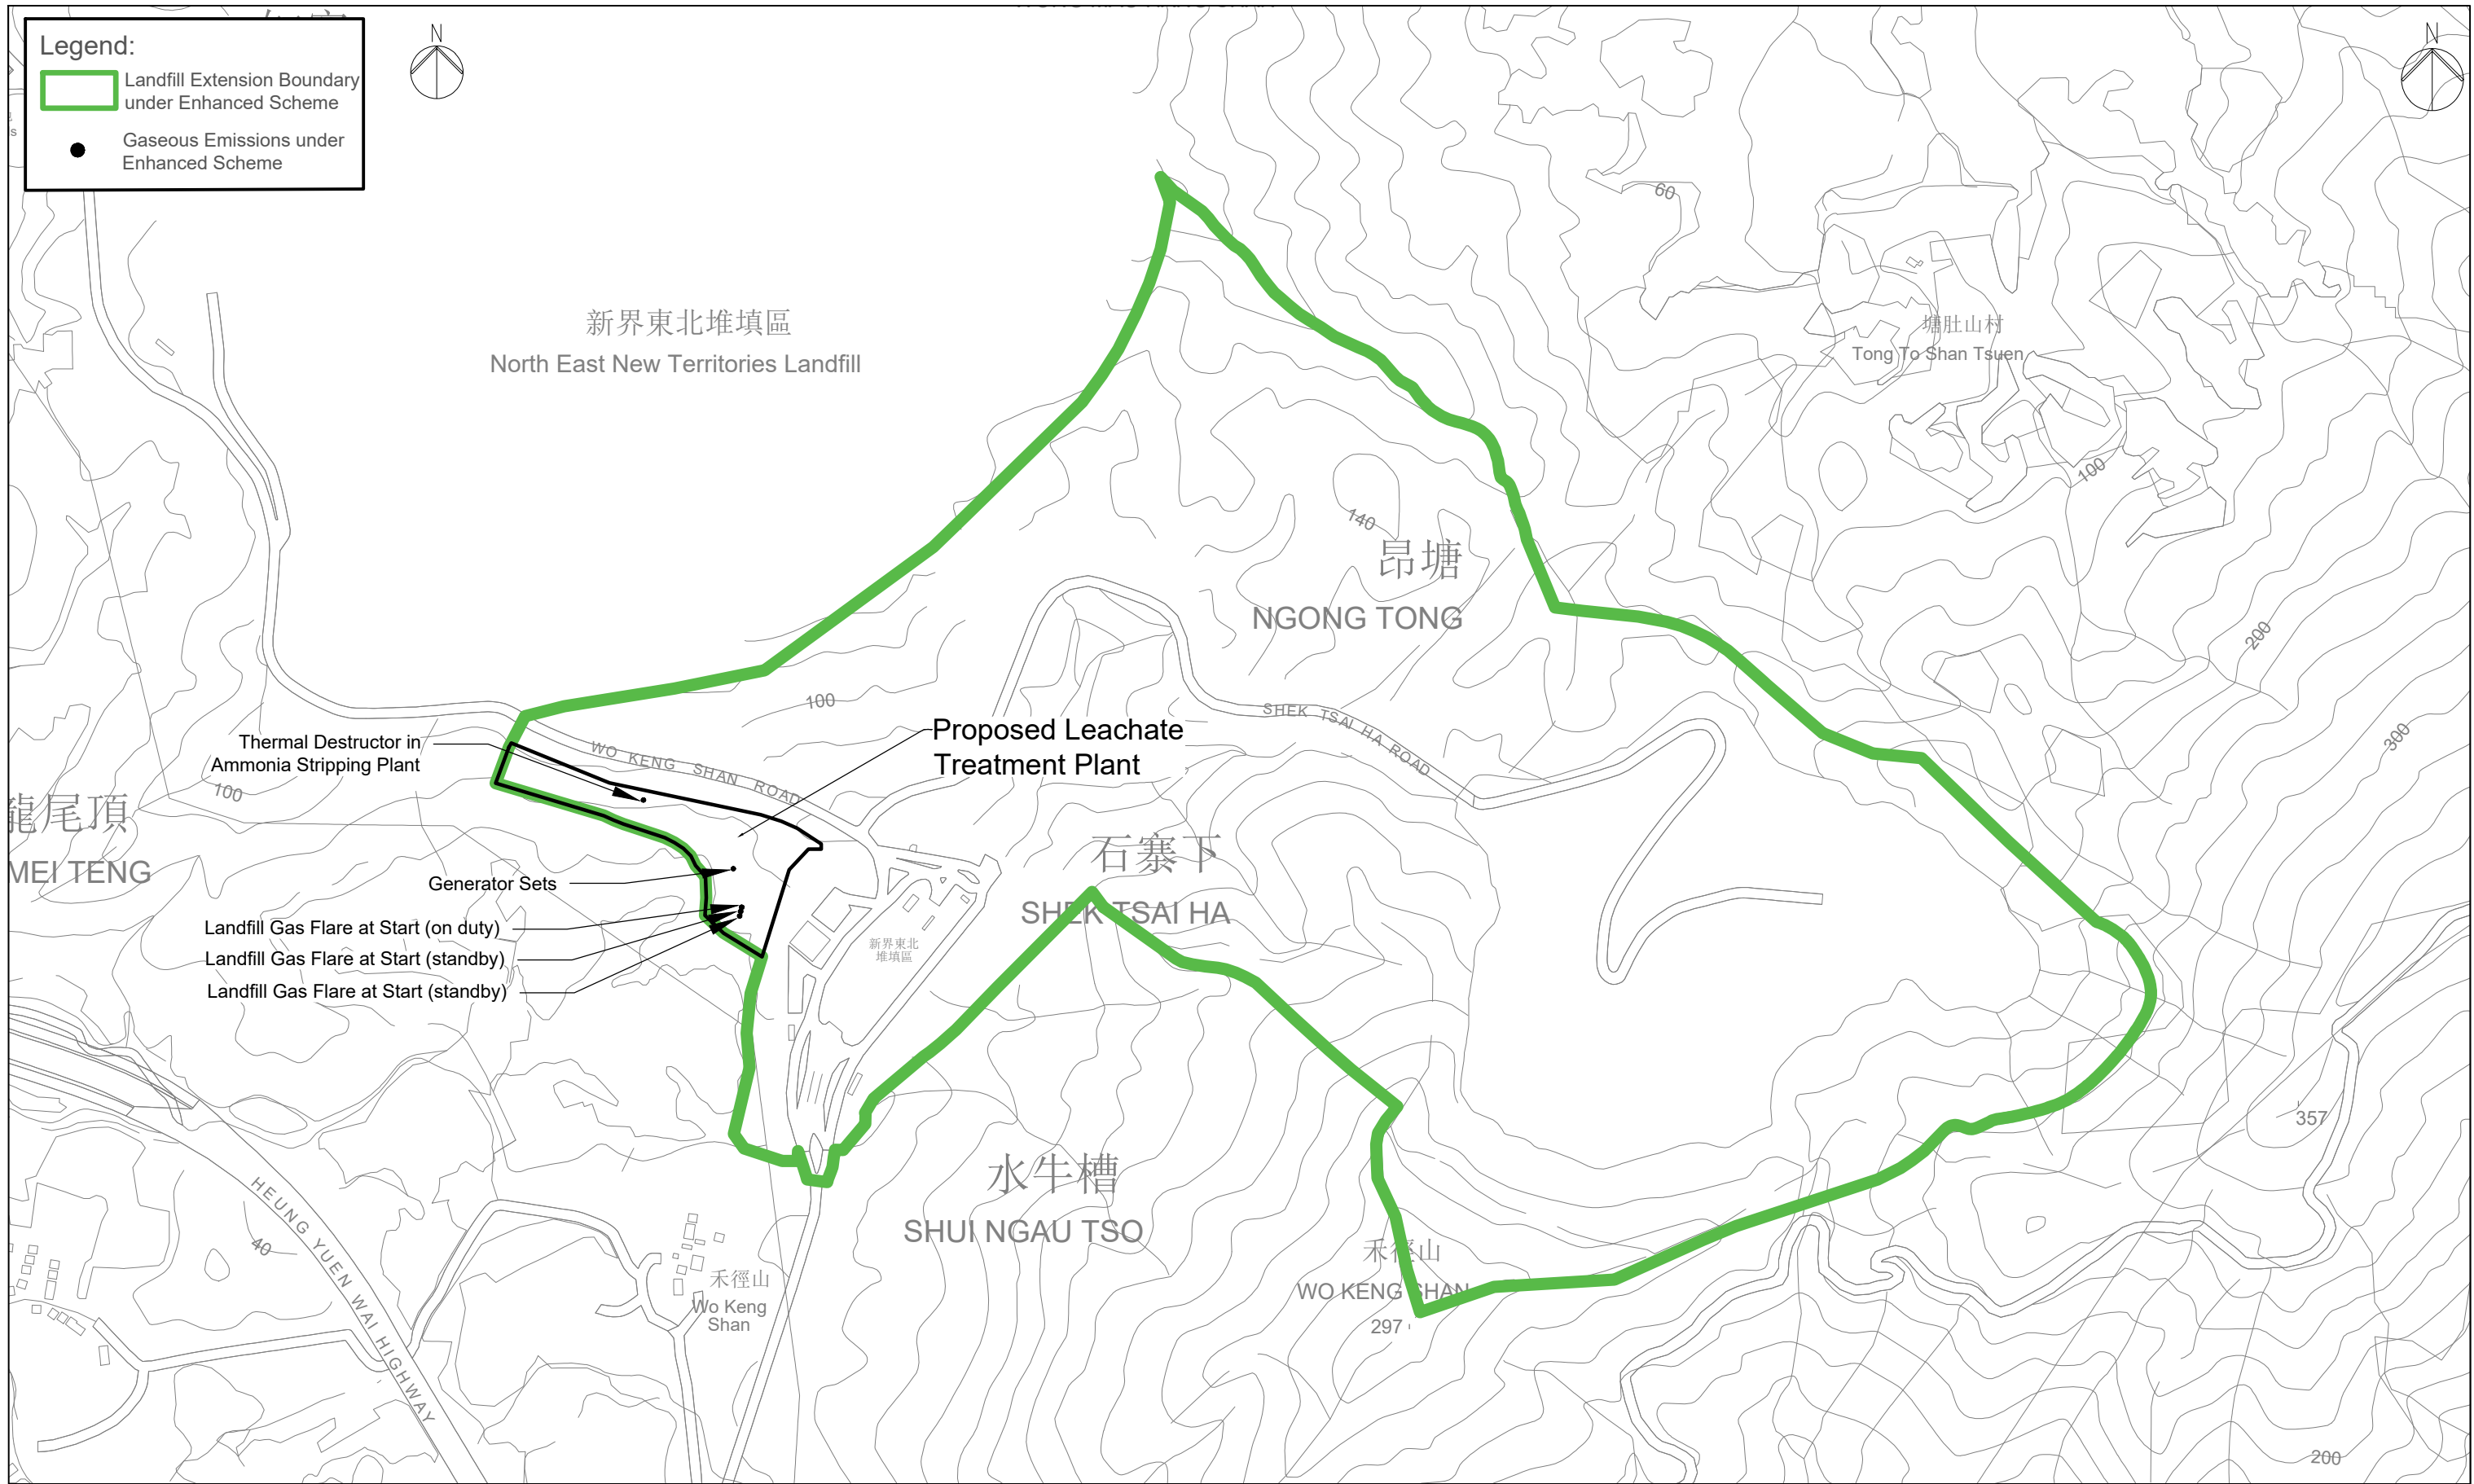 Legend:
Landfill Extension Boundary
under Enhanced Scheme
Gaseous Emissions under
Enhanced Scheme
N
N
60
新界東北堆填區
North East New Territories Landfill
塘肚山村
Tong To Shan Tsuen
100
140
昂塘
NGONG TONG
200
300
100
SHEK TSAI HA ROAD
Proposed Leachate
Treatment Plant
WO KENG SHAN ROAD
Thermal Destructor in
Ammonia Stripping Plant
100
龍尾頂
MEI TENG
石寨下
SHEK TSAI HA
Generator Sets
Landfill Gas Flare at Start (on duty)
Landfill Gas Flare at Start (standby)
Landfill Gas Flare at Start (standby)
新界東北
堆填區
357
水牛槽
SHUI NGAU TSO
HEUNG YUEN WAI HIGHWAY
40
禾徑山
Wo Keng
Shan
禾徑山
WO KENG SHAN
297
200